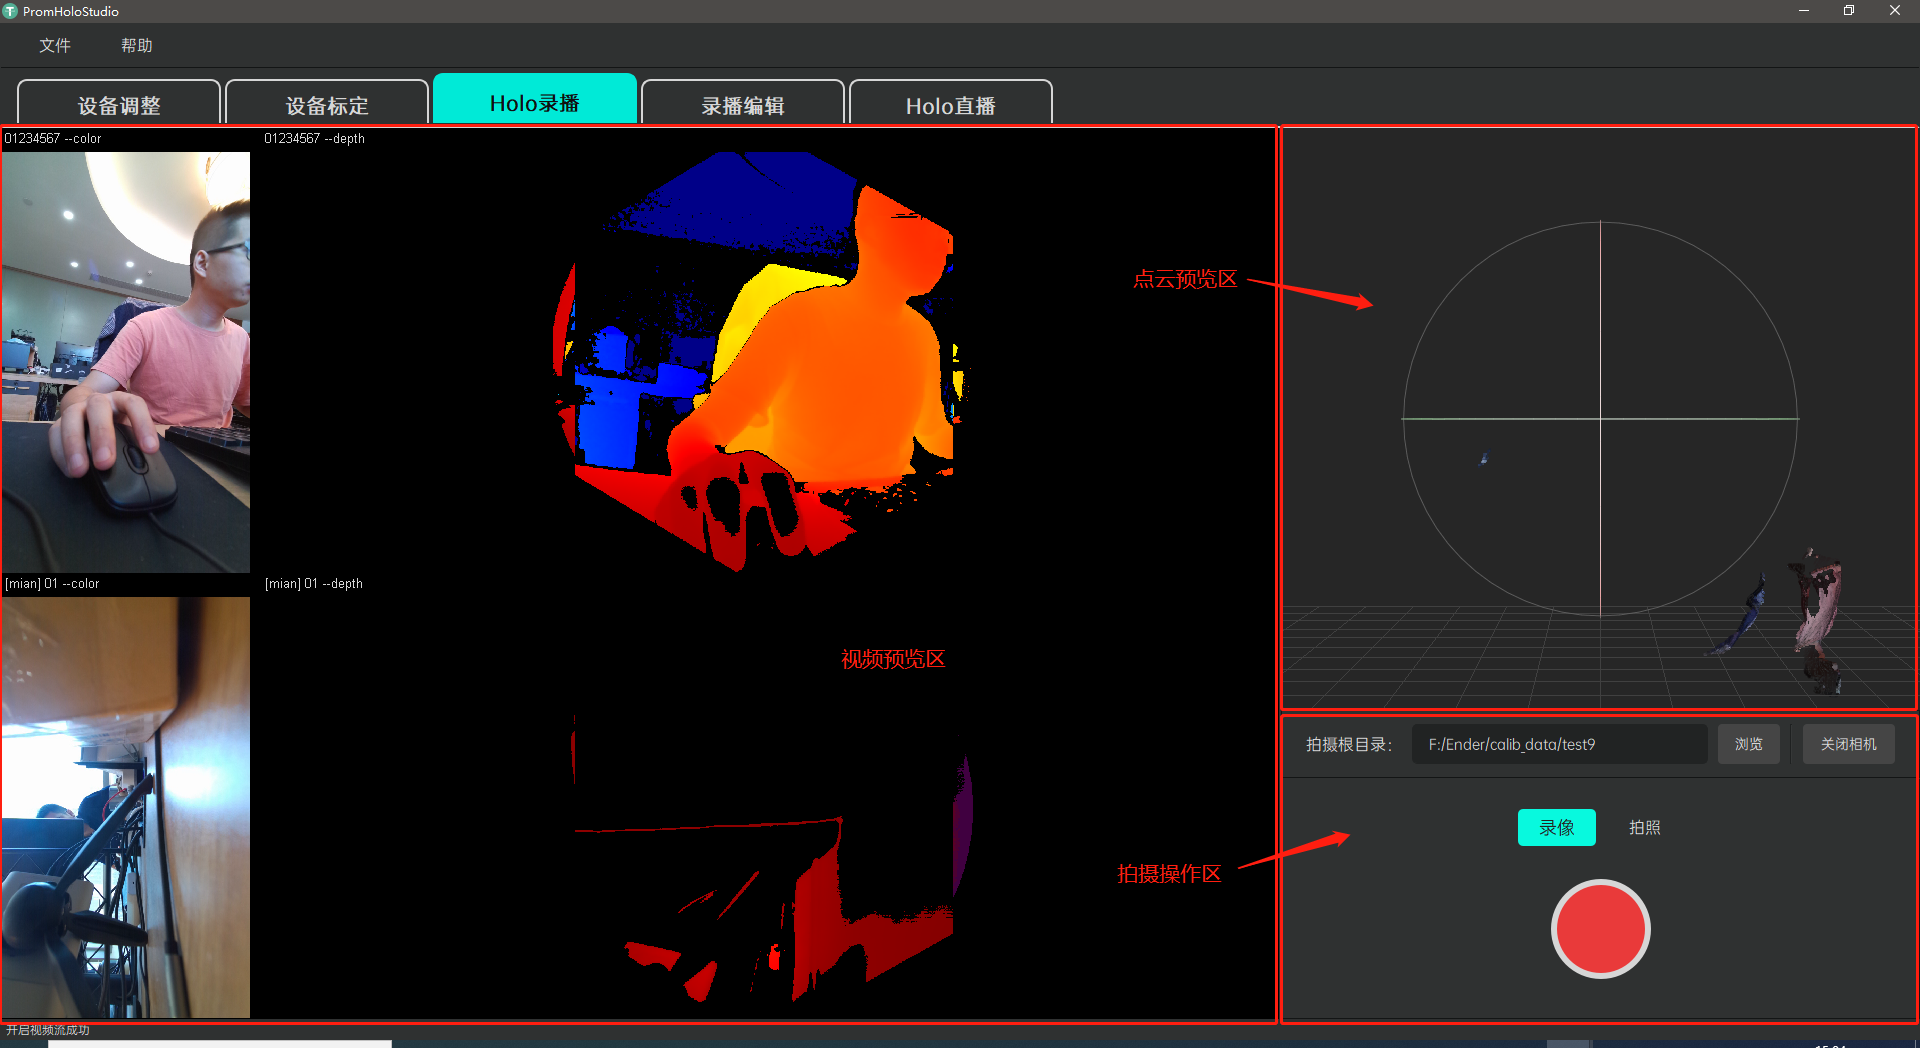 PromHoloStudio
文件 帮助
设备调整 设备标定 Holo录播 录播编辑 Holo直播
01234567 --color 01234567 --depth
点云预览区
[mian] 01 --color [mian] 01 --depth
视频预览区
拍摄根目录： F:/Ender/calib_data/test9 浏览 关闭相机
录像 拍照
拍摄操作区
开启视频流成功